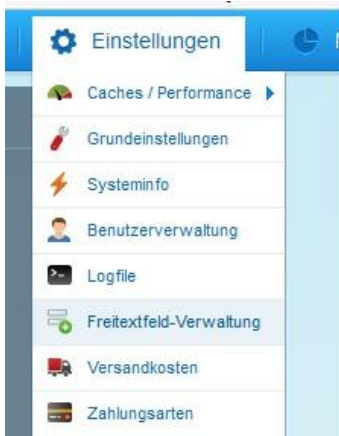 Einstellungen
Caches / Performance
Grundeinstellungen
Systeminfo
Benutzerverwaltung
Logfile
Freitextfeld-Verwaltung
Versandkosten
Zahlungsarten